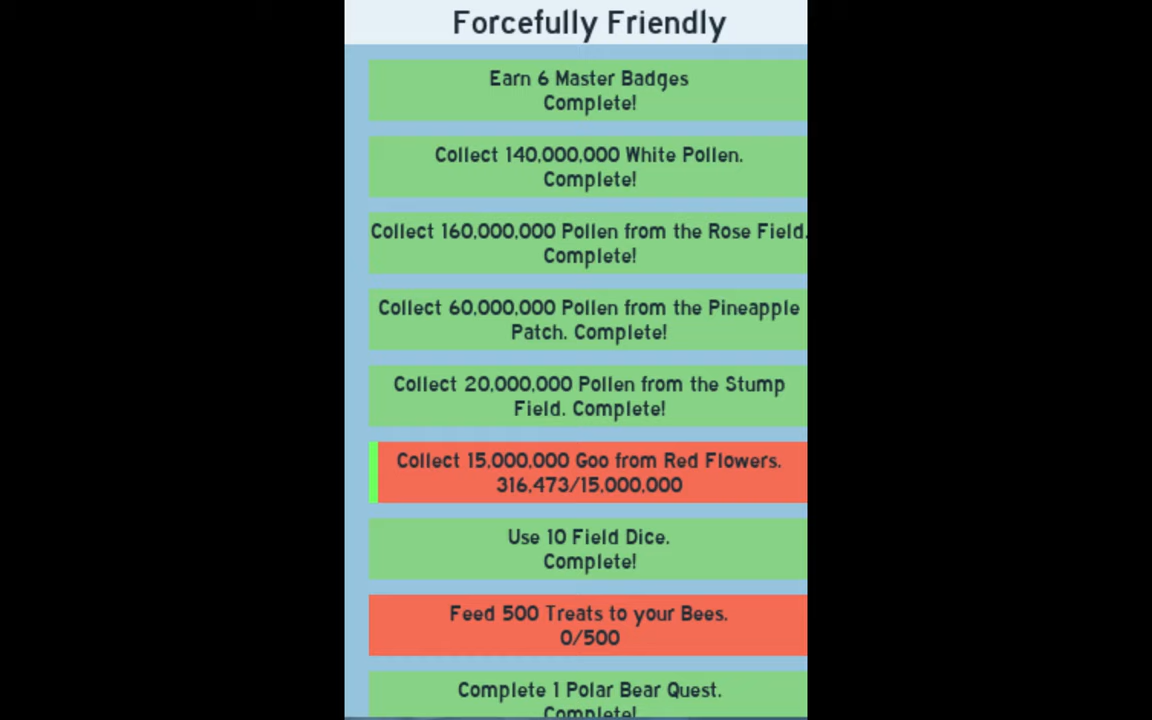 Forcefully Friendly
Earn 6 Master Badges
Complete!
Collect 140,000,000 White Pollen.
Complete!
Collect 160,000,000 Pollen from the Rose Field.
Complete!
Collect 60,000,000 Pollen from the Pineapple
Patch. Complete!
Collect 20,000,000 Pollen from the Stump
Field. Complete!
Collect 15,000,000 Goo from Red Flowers.
316,473/15,000,000
Use 10 Field Dice.
Complete!
Feed 500 Treats to your Bees.
0/500
Complete 1 Polar Bear Quest.
Complete!